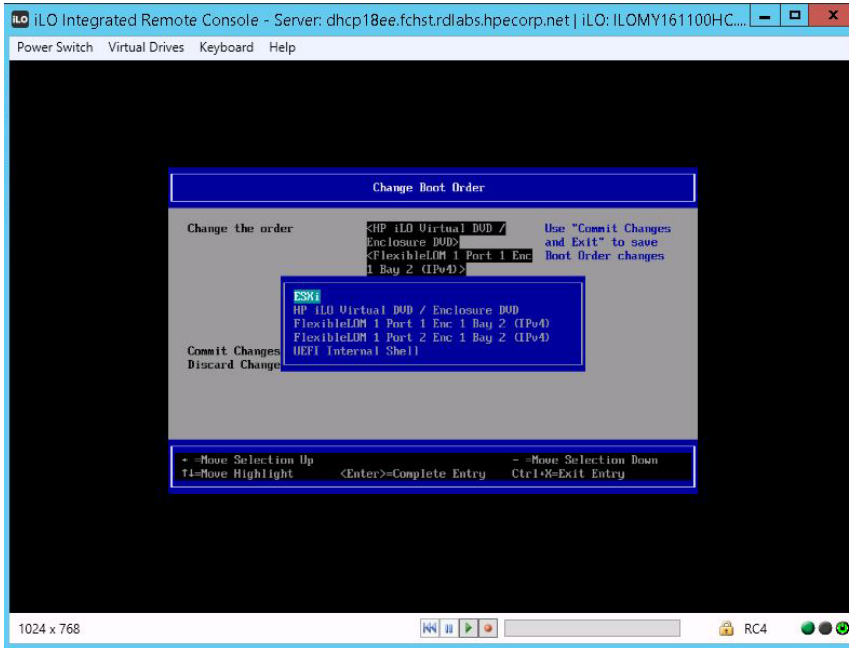 iLO iLO Integrated Remote Console - Server: dhcp18ee.fchst.rdlabs.hpecorp.net | iLO: ILOMY161100HC....
Power Switch Virtual Drives Keyboard Help
Change Boot Order
Change the order <HP iLO Virtual DVD / Use "Commit Changes
Enclosure DVD> and Exit" to save
<FlexibleLOM 1 Port 1 Enc Boot Order changes
1 Bay 2 (IPv4)>
ESXi
HP iLO Virtual DVD / Enclosure DVD
FlexibleLOM 1 Port 1 Enc 1 Bay 2 (IPv4)
FlexibleLOM 1 Port 2 Enc 1 Bay 2 (IPv4)
Commit Changes UEFI Internal Shell
Discard Change
+ =Move Selection Up - =Move Selection Down
↑↓=Move Highlight <Enter>=Complete Entry Ctrl+X=Exit Entry
1024 x 768 RC4